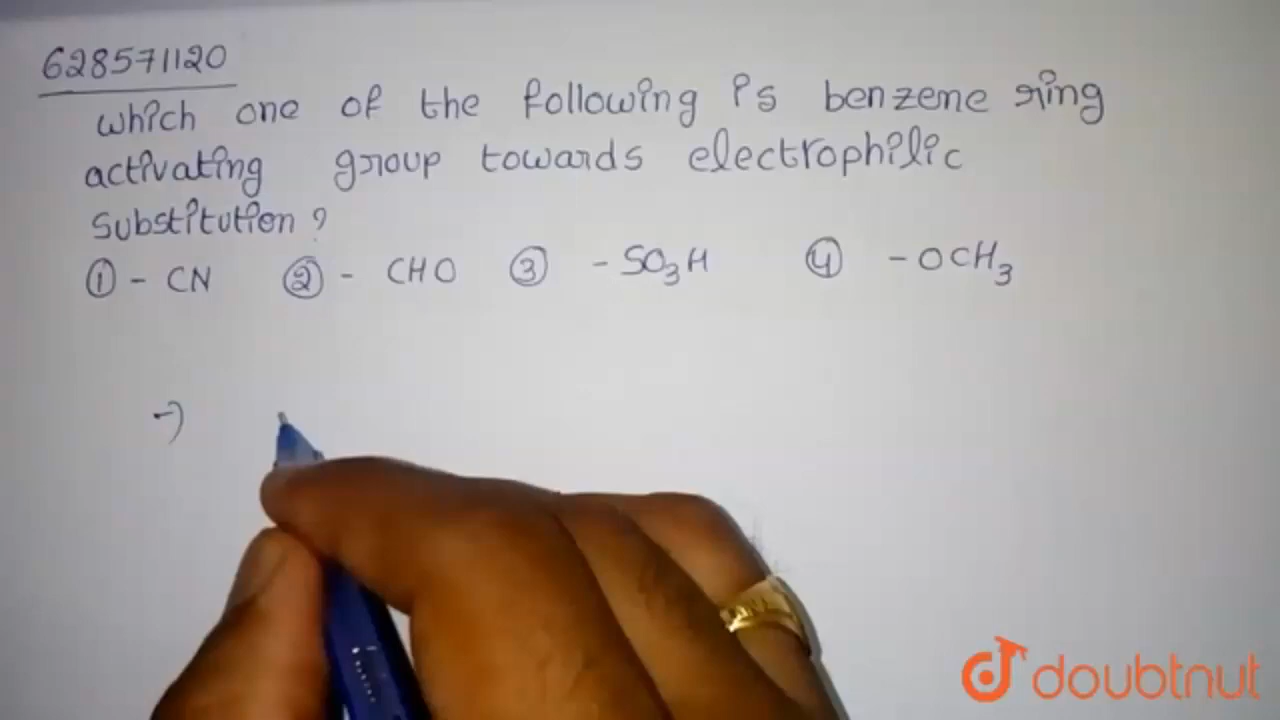 628571120
which one of the following is benzene ring
activating group towards electrophilic
substitution?
① - CN ② - CHO ③ - SO₃H ④ - OCH₃
→
doubtnut